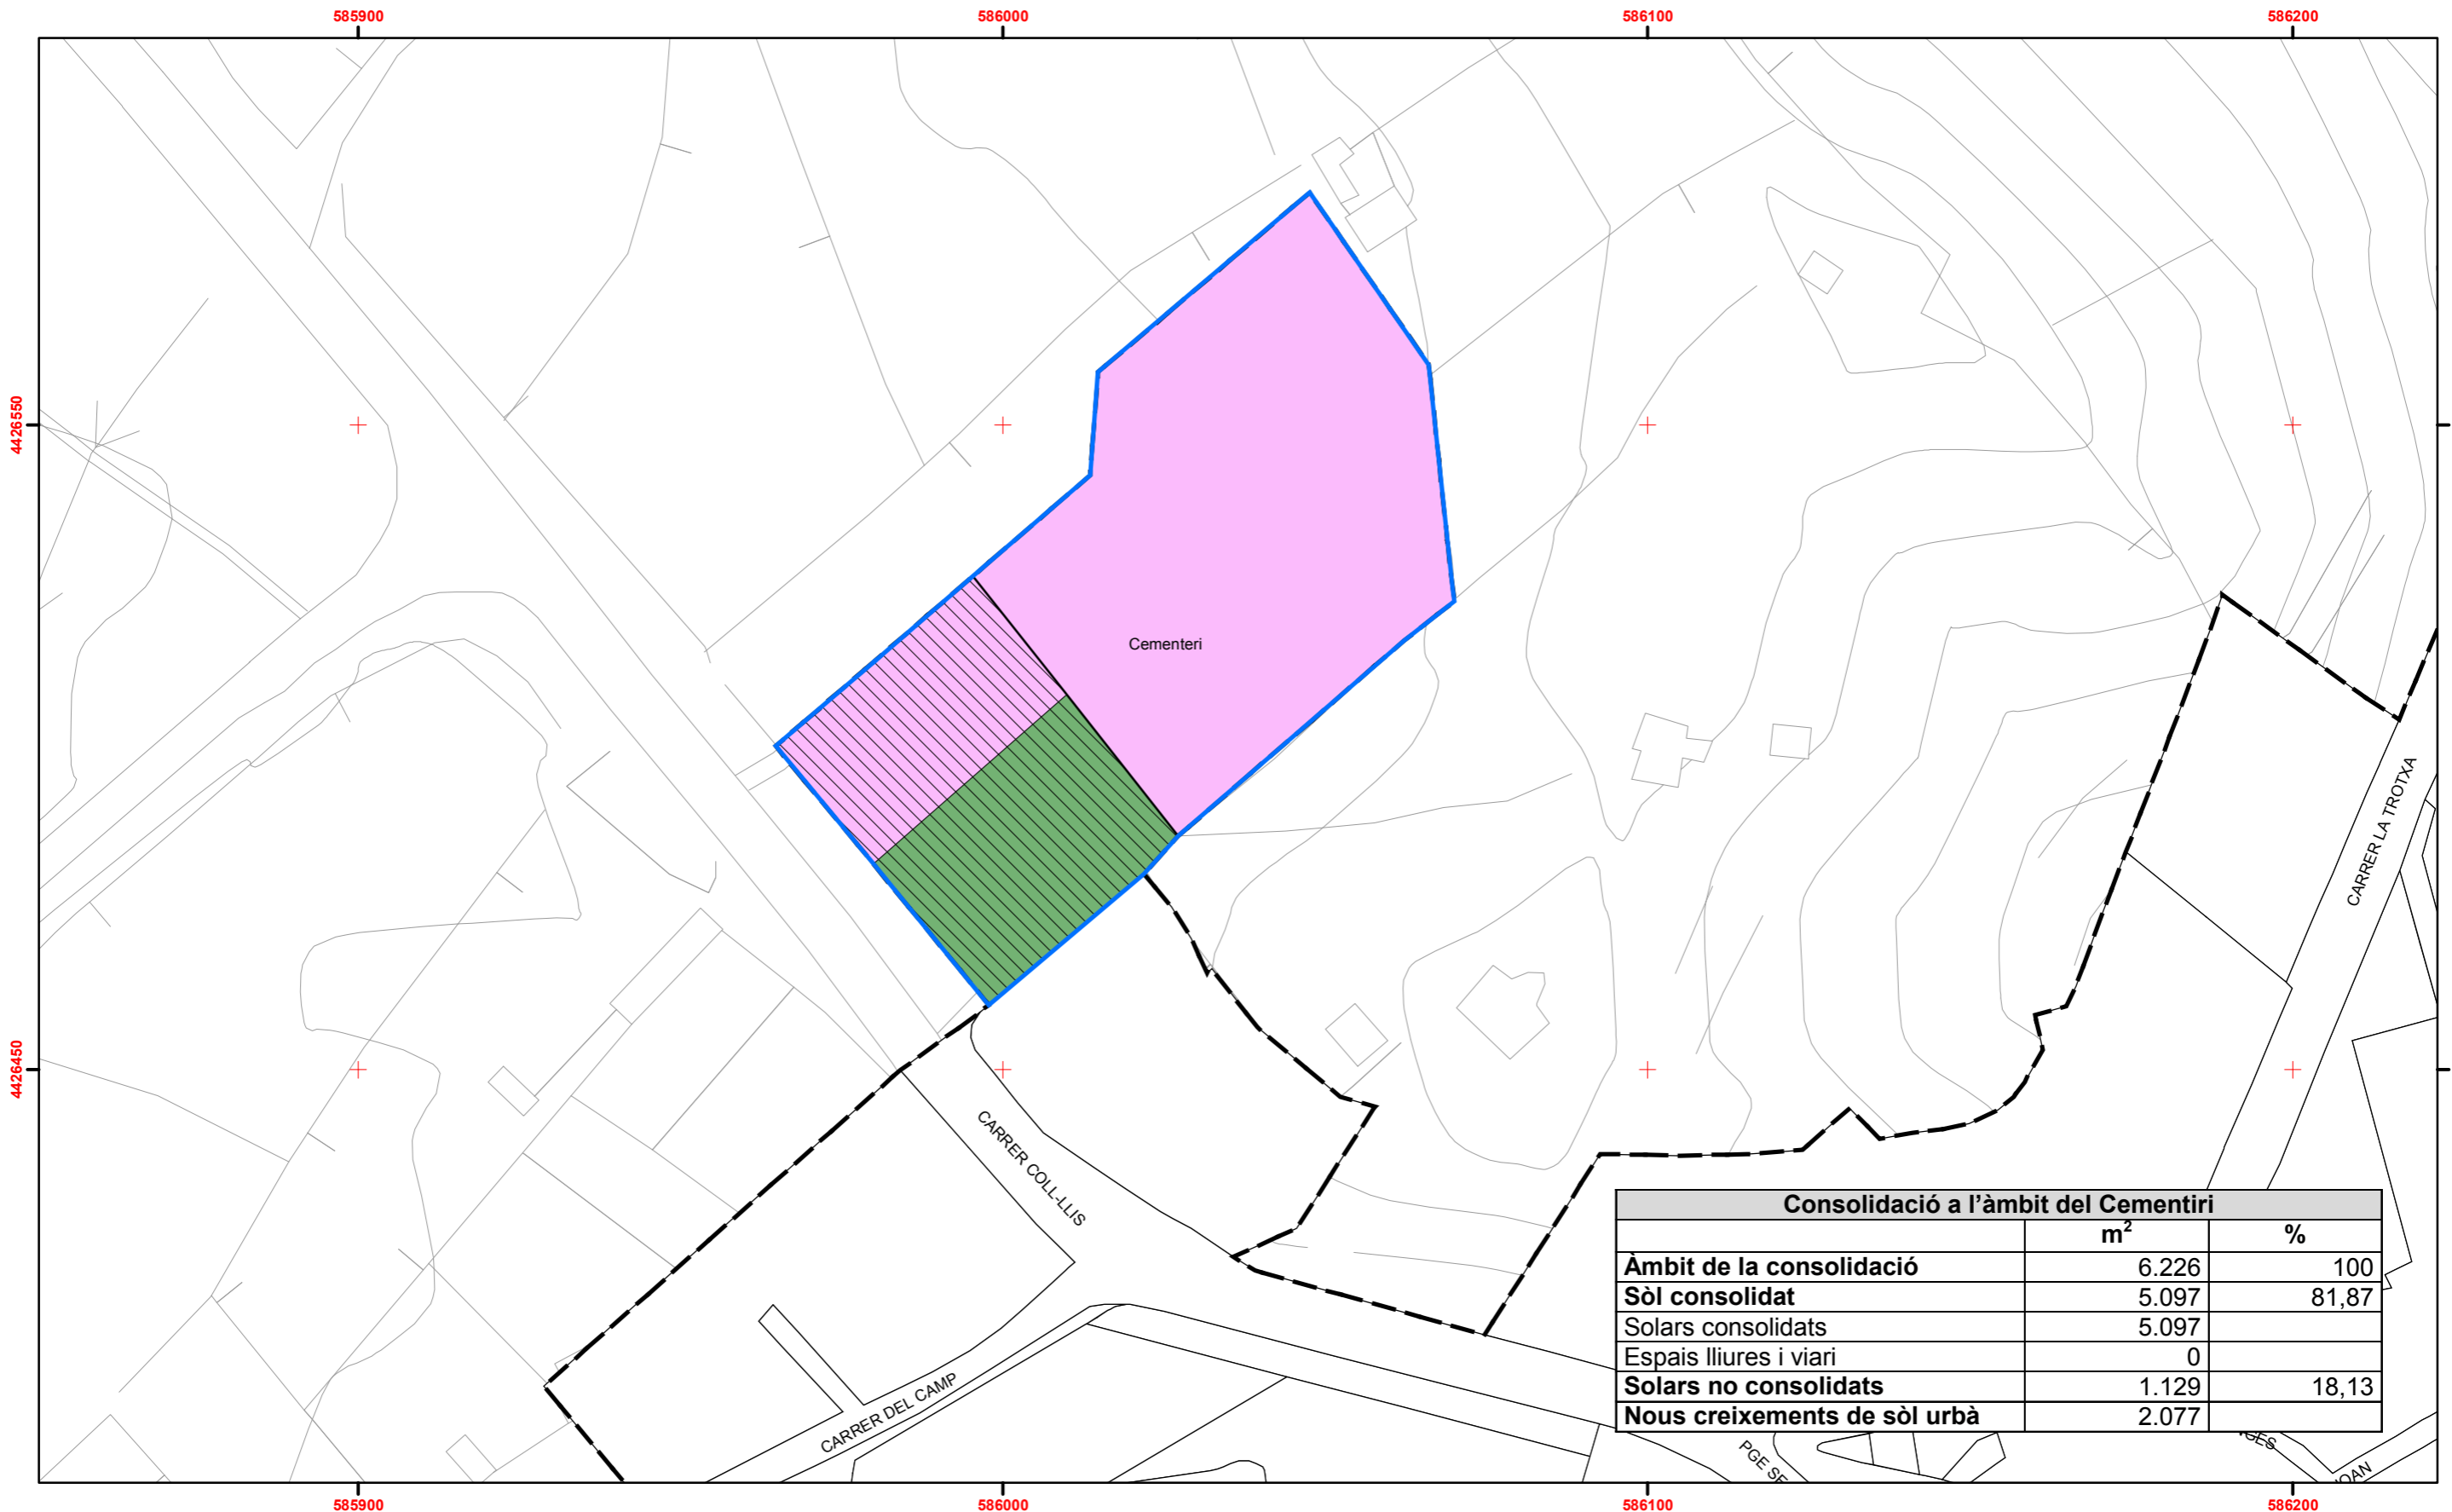 585900 586000 586100 586200
4426550
Cementeri
CARRER LA TROTXA
4426450
CARRER COLL-LLIS
CARRER DEL CAMP
Consolidació a l'àmbit del Cementiri
m² %
Àmbit de la consolidació 6.226 100
Sòl consolidat 5.097 81,87
Solars consolidats 5.097
Espais lliures i viari 0
Solars no consolidats 1.129 18,13
Nous creixements de sòl urbà 2.077
PGE SE
OAN
585900 586000 586100 586200